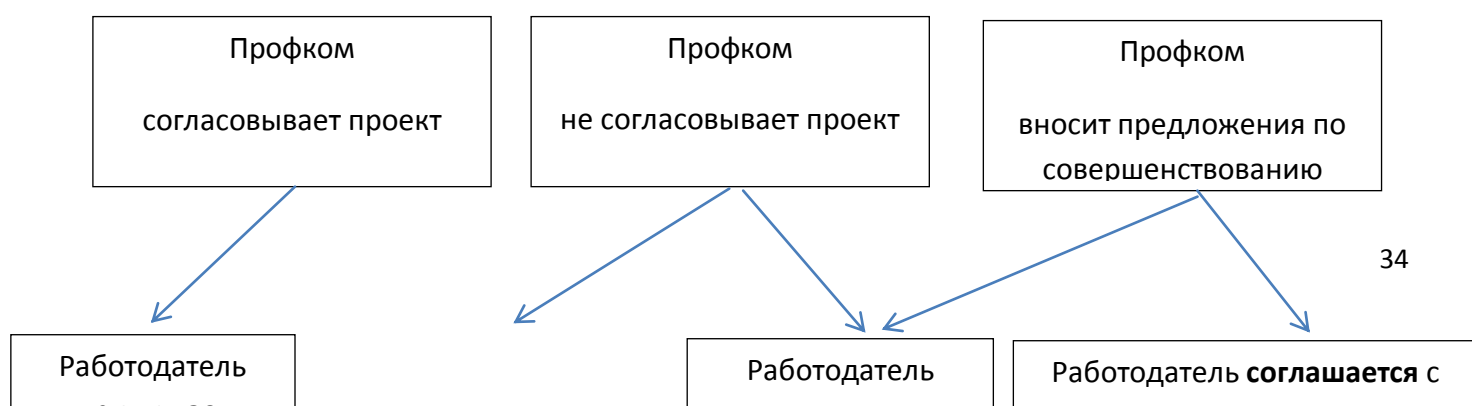 Профком
согласовывает проект
Профком
не согласовывает проект
Профком
вносит предложения по
совершенствованию
34
Работодатель
Работодатель
Работодатель соглашается с